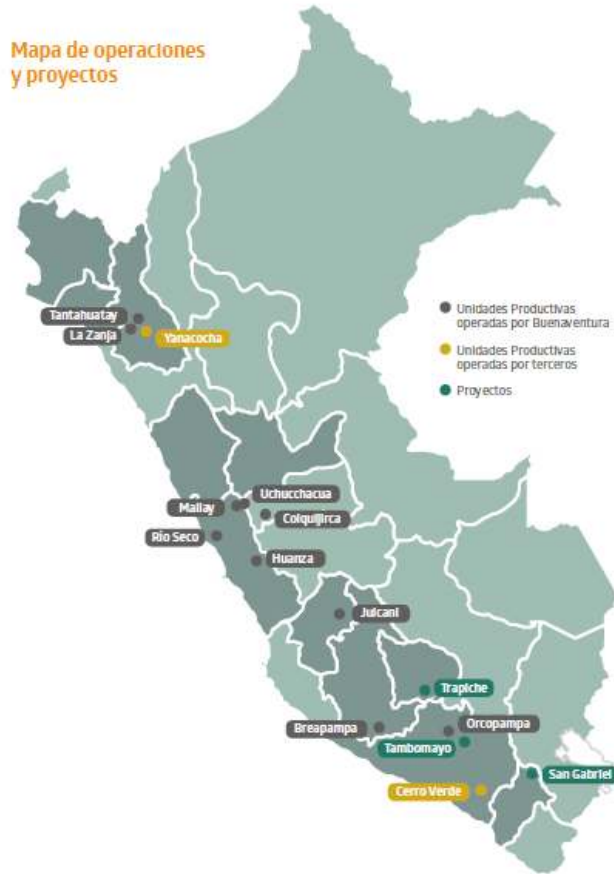 Mapa de operaciones
y proyectos
Tantahuatay
La Zanja
Yanacocha
Unidades Productivas
operadas por Buenaventura
Unidades Productivas
operadas por terceros
Proyectos
Uchucchacua
Mallay
Colquijirca
Río Seco
Huanza
Julcani
Trapiche
Breapampa
Orcopampa
Tambomayo
San Gabriel
Cerro Verde